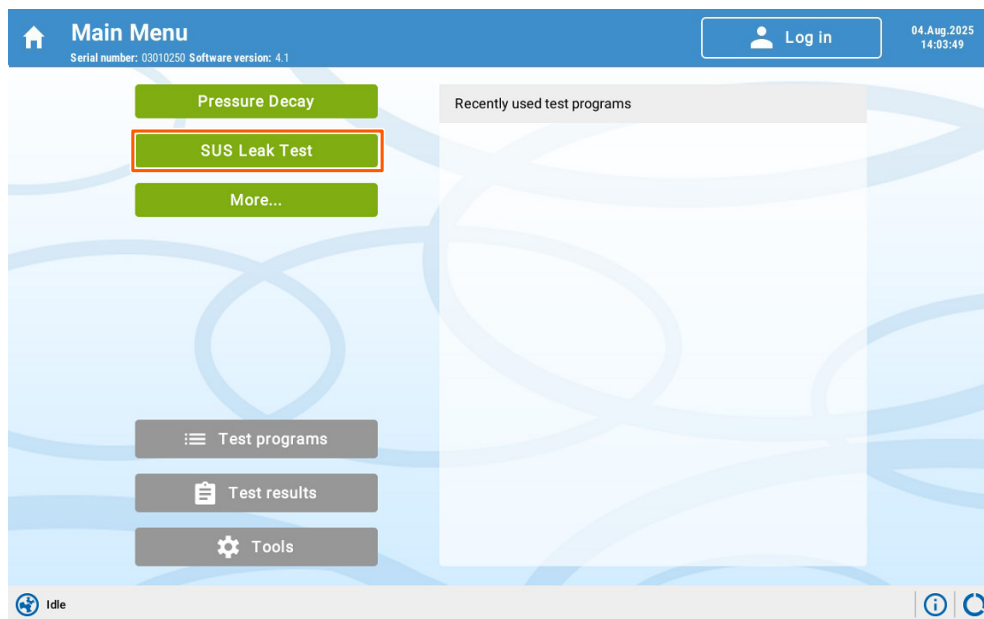 Main Menu
Serial number: 03010250 Software version: 4.1
Log in
04.Aug.2025
14:03:49
Pressure Decay
SUS Leak Test
More...
Recently used test programs
Test programs
Test results
Tools
Idle